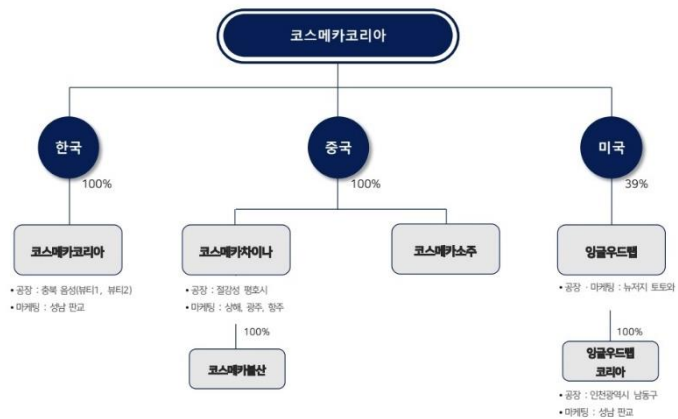 코스메카코리아
한국
중국
미국
100%
100%
39%
코스메카코리아
코스메카차이나
코스메카소주
잉글우드랩
• 공장 : 충북 음성(뷰티1, 뷰티2)
• 마케팅 : 성남 판교
• 공장 : 절강성 평호시
• 마케팅 : 상해, 광주, 항주
• 공장 · 마케팅 : 뉴저지 토토와
100%
100%
코스메카불산
잉글우드랩
코리아
• 공장 : 인천광역시 남동구
• 마케팅 : 성남 판교